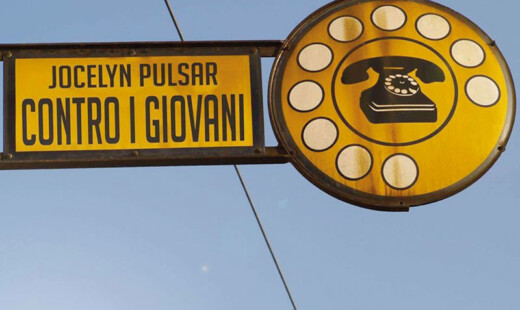 JOCELYN PULSAR
CONTRO I GIOVANI